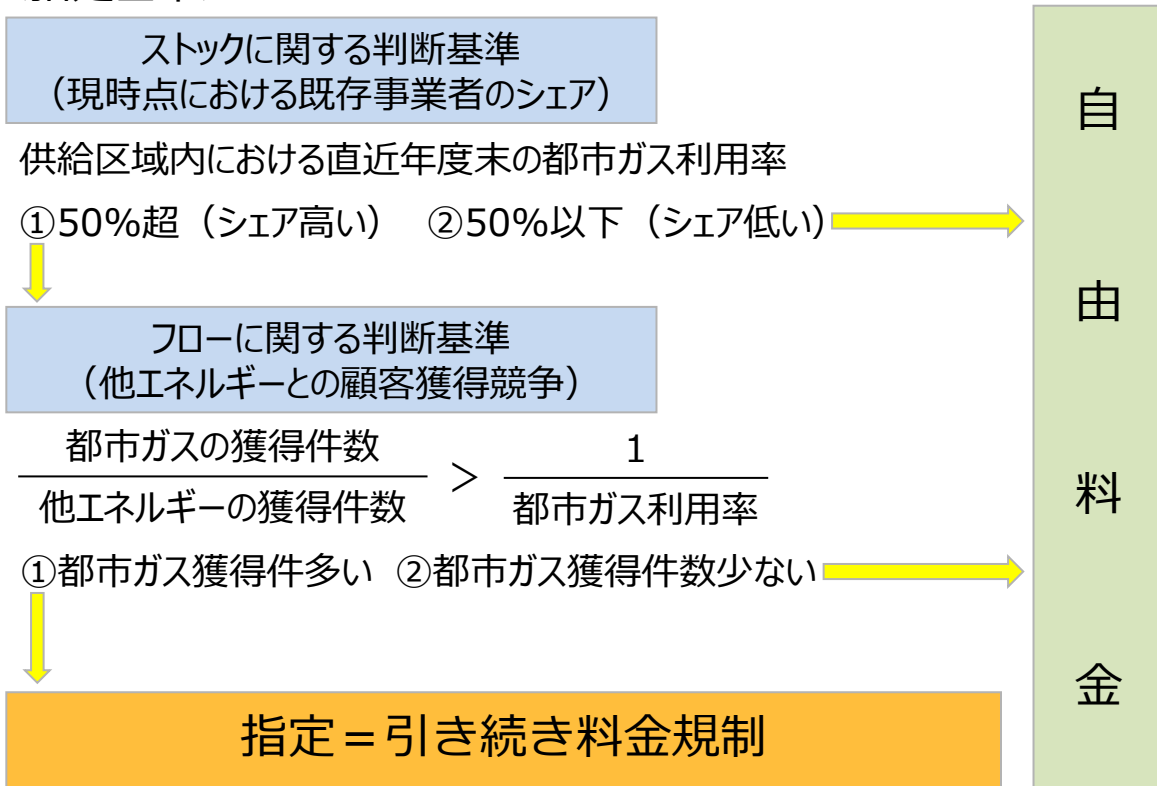 ストックに関する判断基準
（現時点における既存事業者のシェア）
供給区域内における直近年度末の都市ガス利用率
①50%超（シェア高い）　②50%以下（シェア低い）
フローに関する判断基準
（他エネルギーとの顧客獲得競争）
都市ガスの獲得件数
他エネルギーの獲得件数
＞
1
都市ガス利用率
①都市ガス獲得件多い ②都市ガス獲得件数少ない
指定＝引き続き料金規制
自由料金